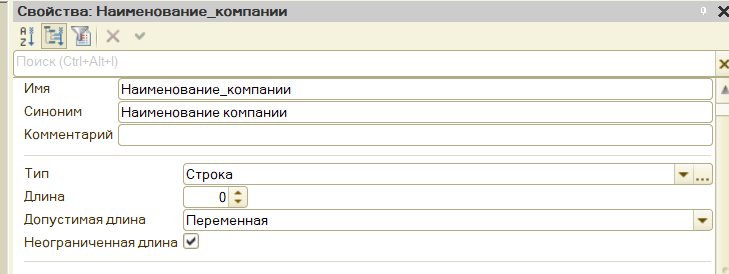 Свойства: Наименование_компании
Поиск (Ctrl+Alt+I)
Имя Наименование_компании
Синоним Наименование компании
Комментарий
Тип Строка
Длина 0
Допустимая длина Переменная
Неограниченная длина